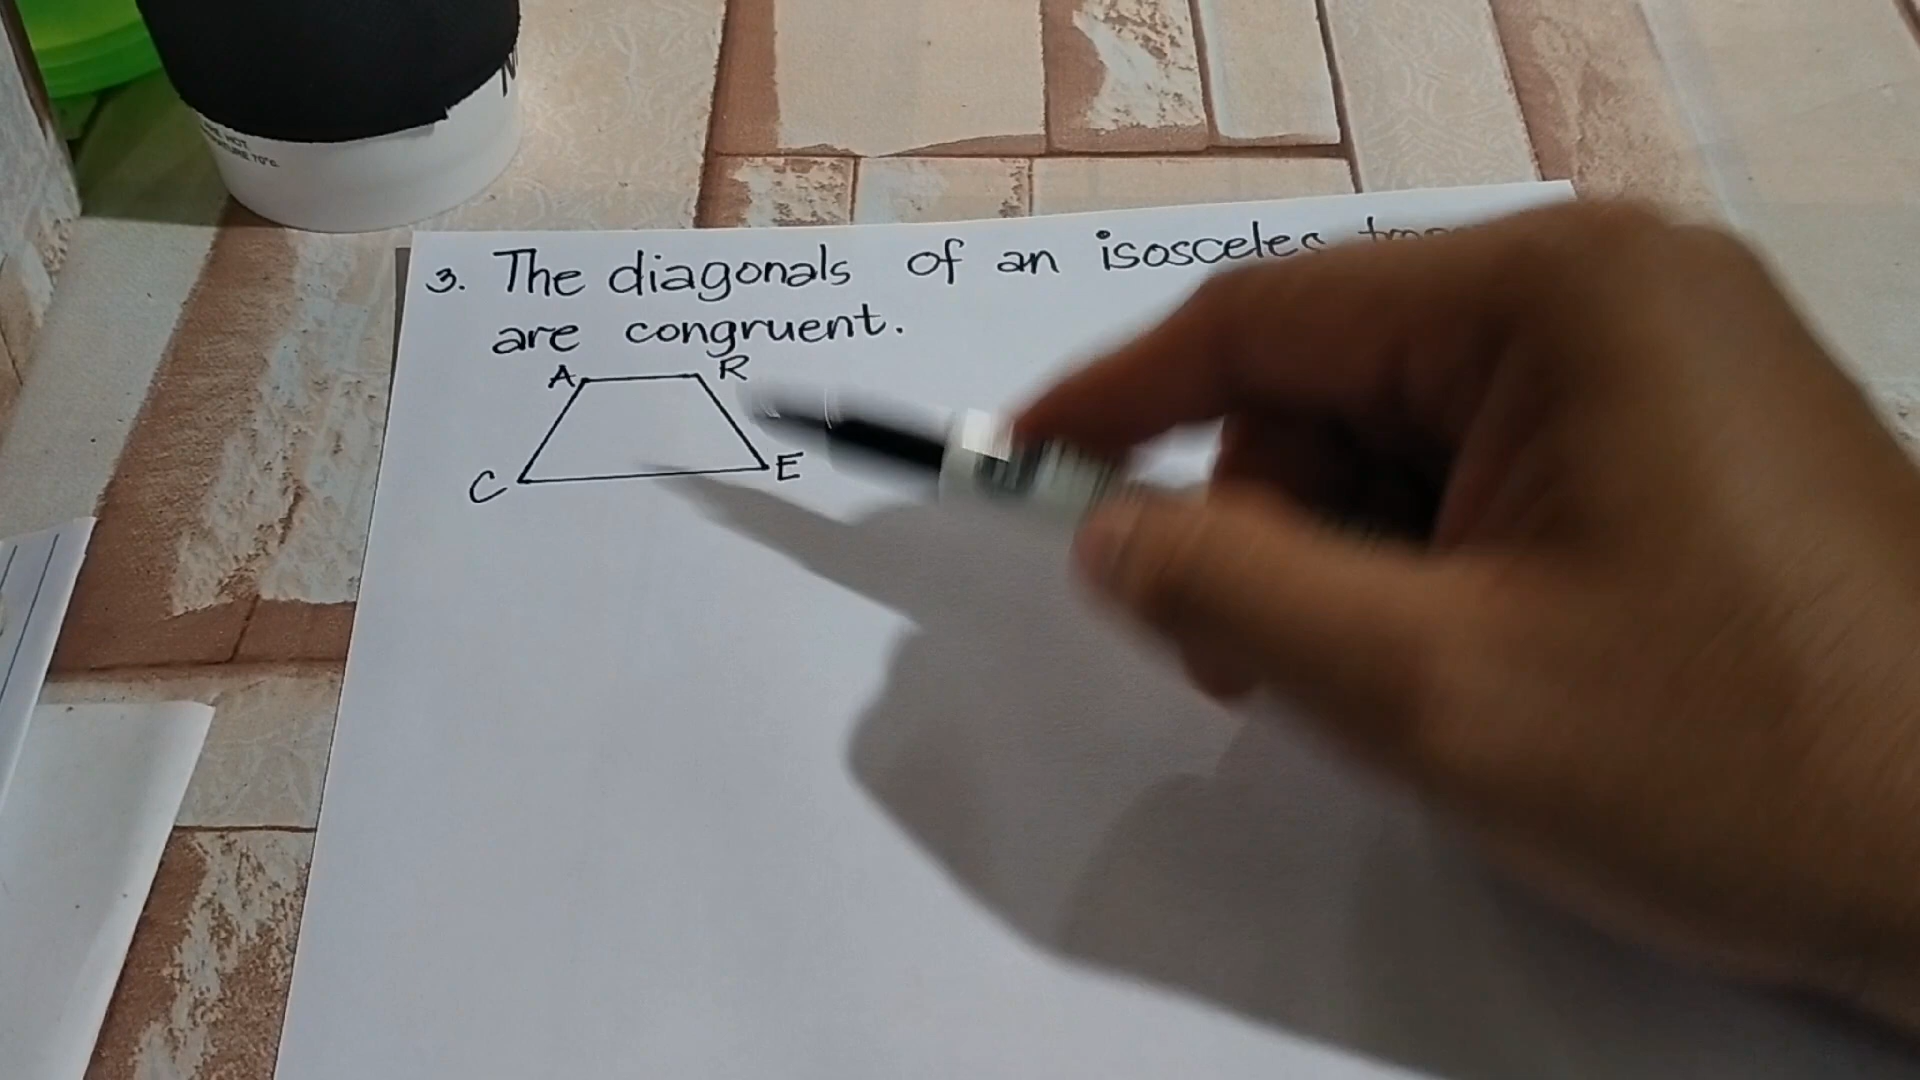 3. The diagonals of an isosceles
are congruent.
A R
C E